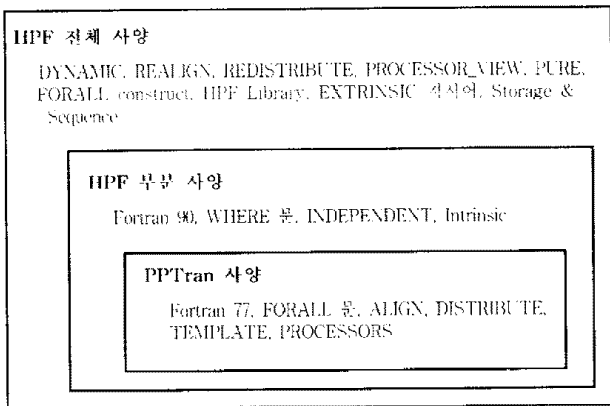 HPF 전체 사양
DYNAMIC, REALIGN, REDISTRIBUTE, PROCESSOR_VIEW, PURE,
FORALL construct, HPF Library, EXTRINSIC 지시어, Storage &
Sequence
HPF 부분 사양
Fortran 90, WHERE 문, INDEPENDENT, Intrinsic
PPTran 사양
Fortran 77, FORALL 문, ALIGN, DISTRIBUTE,
TEMPLATE, PROCESSORS